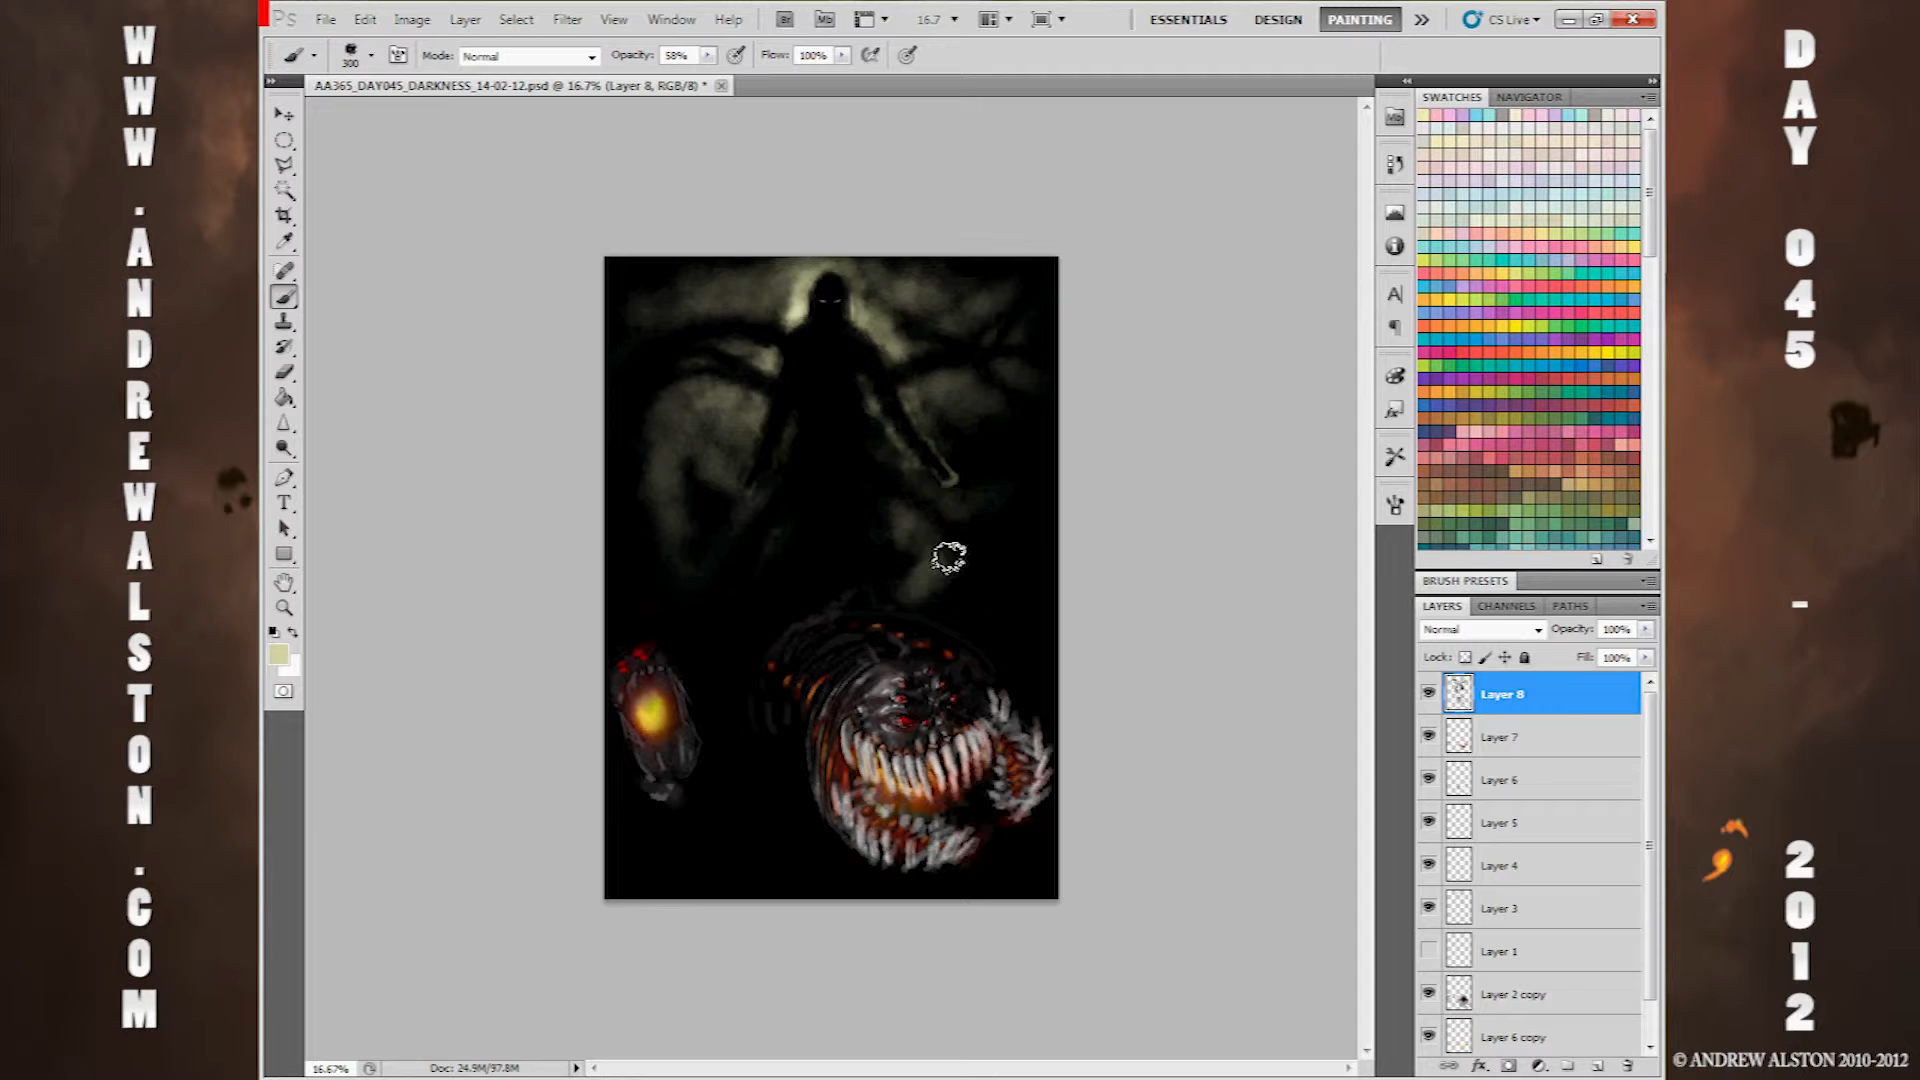 WWW.ANDREWALSTON.COM
Ps File Edit Image Layer Select Filter View Window Help Br Mb 16.7 ESSENTIALS DESIGN PAINTING CS Live
300 Mode: Normal Opacity: 58% Flow: 100%
AA365_DAY045_DARKNESS_14-02-12.psd @ 16.7% (Layer 8, RGB/8) *
SWATCHES NAVIGATOR
Mb
BRUSH PRESETS
LAYERS CHANNELS PATHS
Normal Opacity: 100%
Lock: Fill: 100%
Layer 8
Layer 7
Layer 6
Layer 5
Layer 4
Layer 3
Layer 1
Layer 2 copy
Layer 6 copy
16.67% Doc: 24.9M/97.8M
DAY 045 - 2012
© ANDREW ALSTON 2010-2012